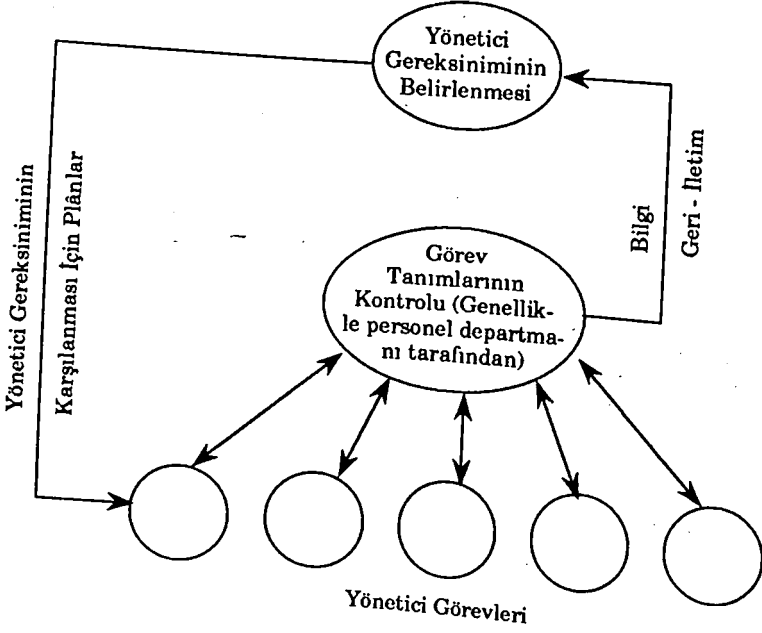 Yönetici
Gereksiniminin
Belirlenmesi
Yönetici Gereksiniminin
Karşılanması İçin Plânlar
Bilgi
Geri - İletim
Görev
Tanımlarının
Kontrolu (Genellik-
le personel departma-
nı tarafından)
Yönetici Görevleri